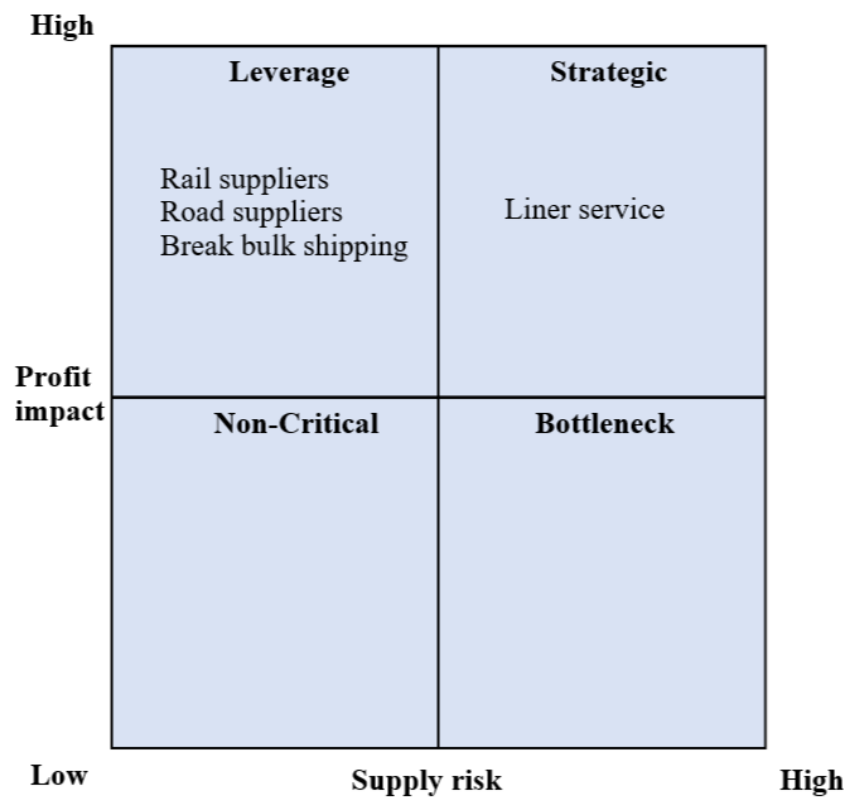 High
Leverage
Strategic
Rail suppliers
Road suppliers
Break bulk shipping
Liner service
Profit
impact
Non-Critical
Bottleneck
Low
Supply risk
High